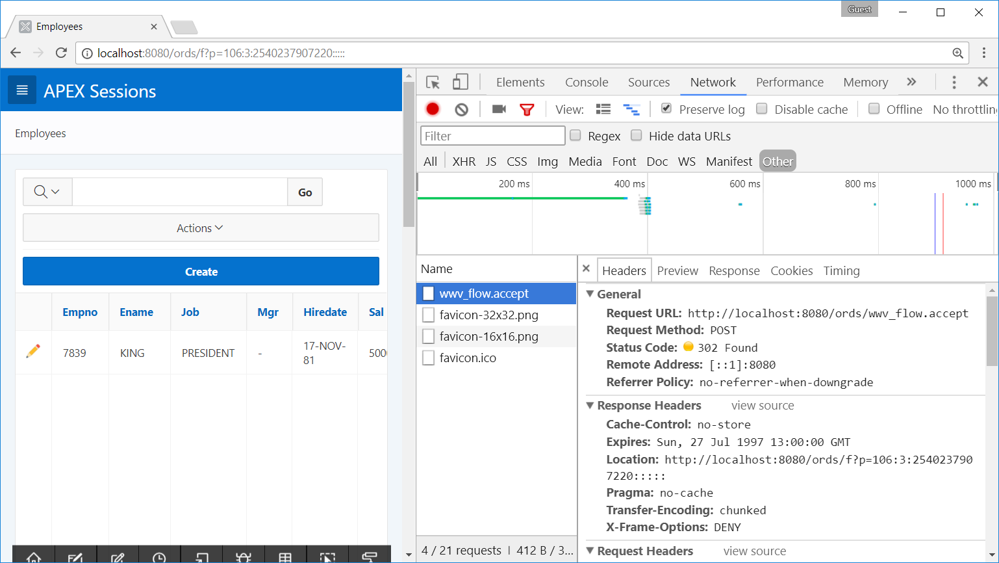 Guest
Employees
localhost:8080/ords/f?p=106:3:2540237907220:::::
APEX Sessions
Employees
Go
Actions
Create
Empno Ename Job Mgr Hiredate Sal
7839 KING PRESIDENT - 17-NOV-
81
Elements Console Sources Network Performance Memory
View: Preserve log Disable cache Offline
Filter Regex Hide data URLs
All XHR JS CSS Img Media Font Doc WS Manifest Other
200 ms 400 ms 600 ms 800 ms 1000 ms
Name
wwv_flow.accept
favicon-32x32.png
favicon-16x16.png
favicon.ico
4 / 21 requests | 412 B / 3...
Headers Preview Response Cookies Timing
General
Request URL: http://localhost:8080/ords/wwv_flow.accept
Request Method: POST
Status Code: 302 Found
Remote Address: [::1]:8080
Referrer Policy: no-referrer-when-downgrade
Response Headers view source
Cache-Control: no-store
Expires: Sun, 27 Jul 1997 13:00:00 GMT
Location: http://localhost:8080/ords/f?p=106:3:254023790
7220:::::
Pragma: no-cache
Transfer-Encoding: chunked
X-Frame-Options: DENY
Request Headers view source